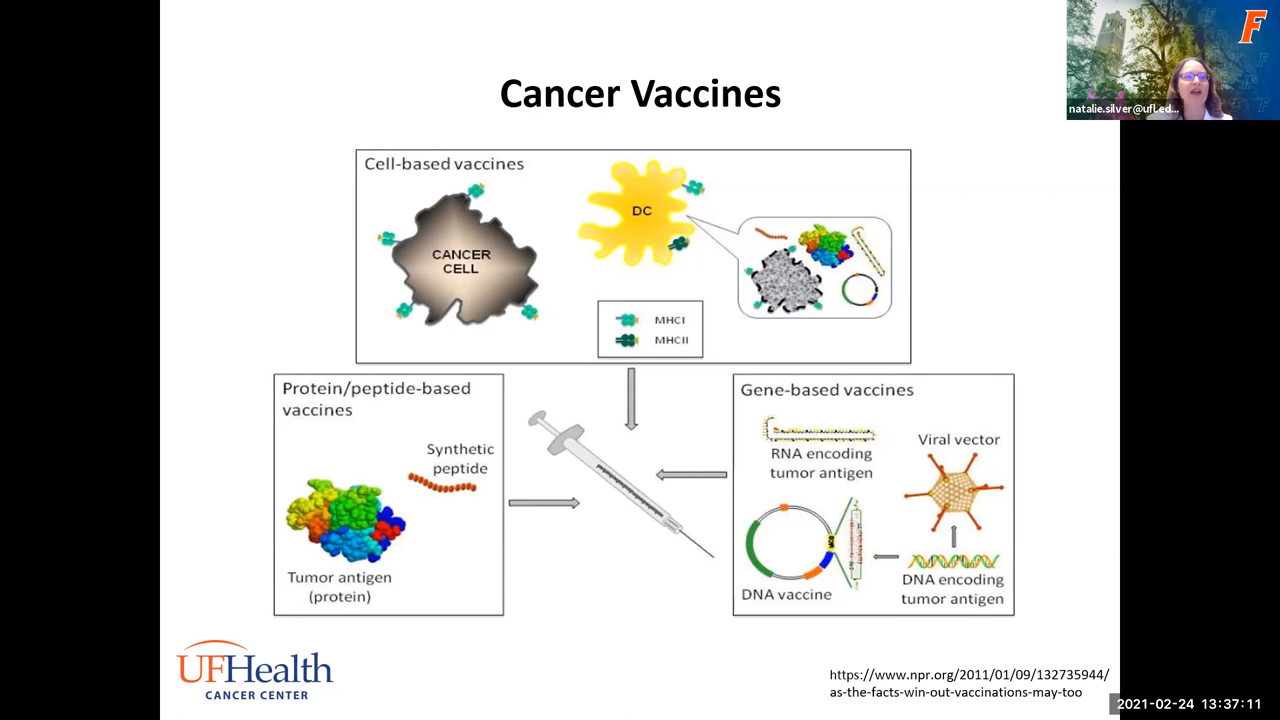 F
natalie.silver@ufl.ed...
Cancer Vaccines
Cell-based vaccines
CANCER
CELL
DC
MHCI
MHCII
Protein/peptide-based
vaccines
Synthetic
peptide
Tumor antigen
(protein)
Gene-based vaccines
RNA encoding
tumor antigen
Viral vector
DNA vaccine
DNA encoding
tumor antigen
UFHealth
CANCER CENTER
https://www.npr.org/2011/01/09/132735944/
as-the-facts-win-out-vaccinations-may-too
2021-02-24 13:37:11